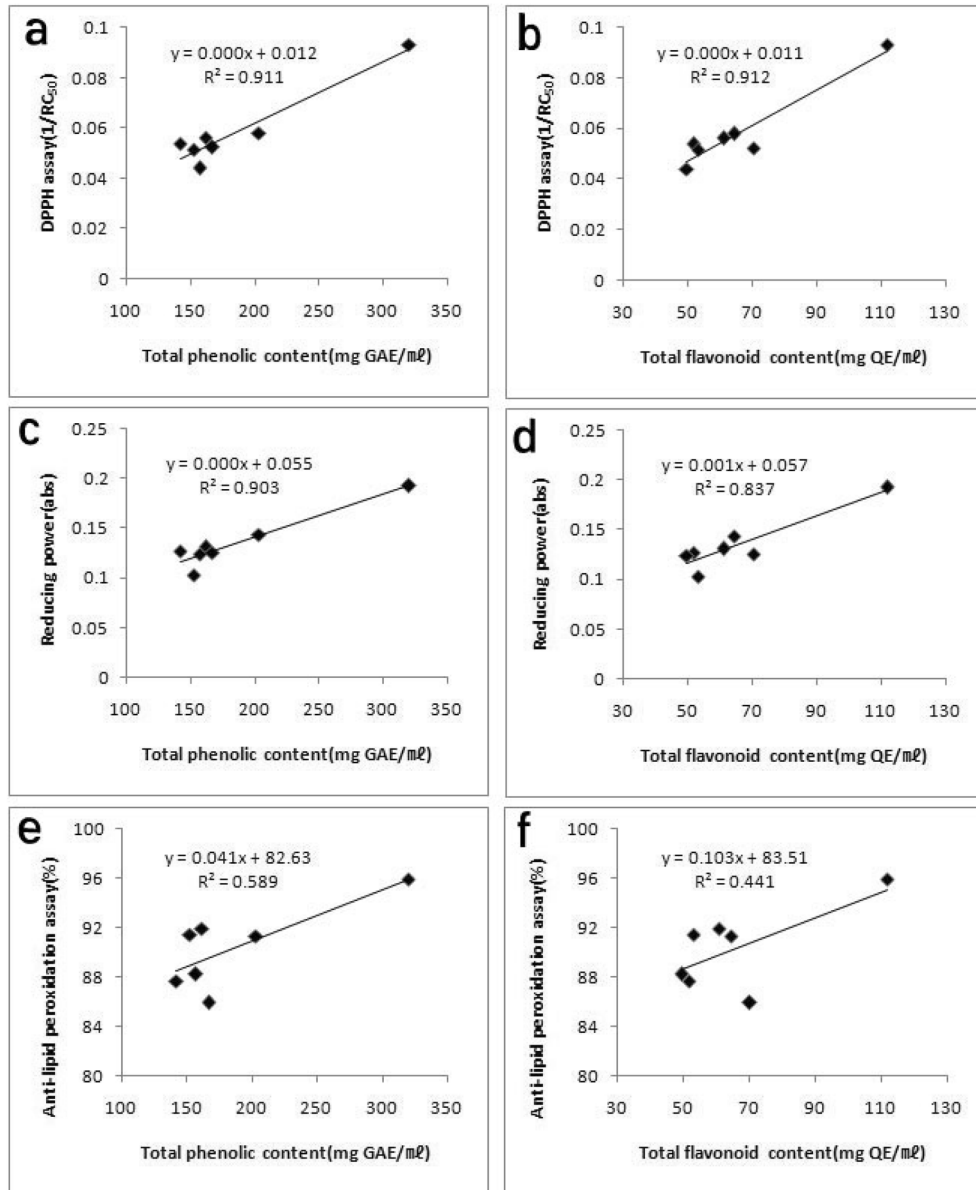 a
y = 0.000x + 0.012
R² = 0.911
DPPH assay(1/RC₅₀)
0.1
0.08
0.06
0.04
0.02
0
100 150 200 250 300 350
Total phenolic content(mg GAE/㎖)
b
y = 0.000x + 0.011
R² = 0.912
DPPH assay(1/RC₅₀)
0.1
0.08
0.06
0.04
0.02
0
30 50 70 90 110 130
Total flavonoid content(mg QE/㎖)
c
y = 0.000x + 0.055
R² = 0.903
Reducing power(abs)
0.25
0.2
0.15
0.1
0.05
0
100 150 200 250 300 350
Total phenolic content(mg GAE/㎖)
d
y = 0.001x + 0.057
R² = 0.837
Reducing power(abs)
0.25
0.2
0.15
0.1
0.05
0
30 50 70 90 110 130
Total flavonoid content(mg QE/㎖)
e
y = 0.041x + 82.63
R² = 0.589
Anti-lipid peroxidation assay(%)
100
96
92
88
84
80
100 150 200 250 300 350
Total phenolic content(mg GAE/㎖)
f
y = 0.103x + 83.51
R² = 0.441
Anti-lipid peroxidation assay(%)
100
96
92
88
84
80
30 50 70 90 110 130
Total flavonoid content(mg QE/㎖)